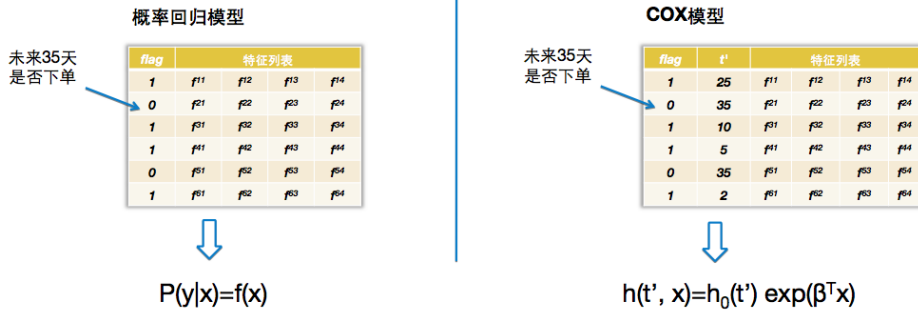 概率回归模型
未来35天
是否下单
flag 特征列表
1 f11 f12 f13 f14
0 f21 f22 f23 f24
1 f31 f32 f33 f34
1 f41 f42 f43 f44
0 f51 f52 f53 f54
1 f61 f62 f63 f64
P(y|x)=f(x)
COX模型
未来35天
是否下单
flag t' 特征列表
1 25 f11 f12 f13 f14
0 35 f21 f22 f23 f24
1 10 f31 f32 f33 f34
1 5 f41 f42 f43 f44
0 35 f51 f52 f53 f54
1 2 f61 f62 f63 f64
h(t', x)=h₀(t') exp(βᵀx)